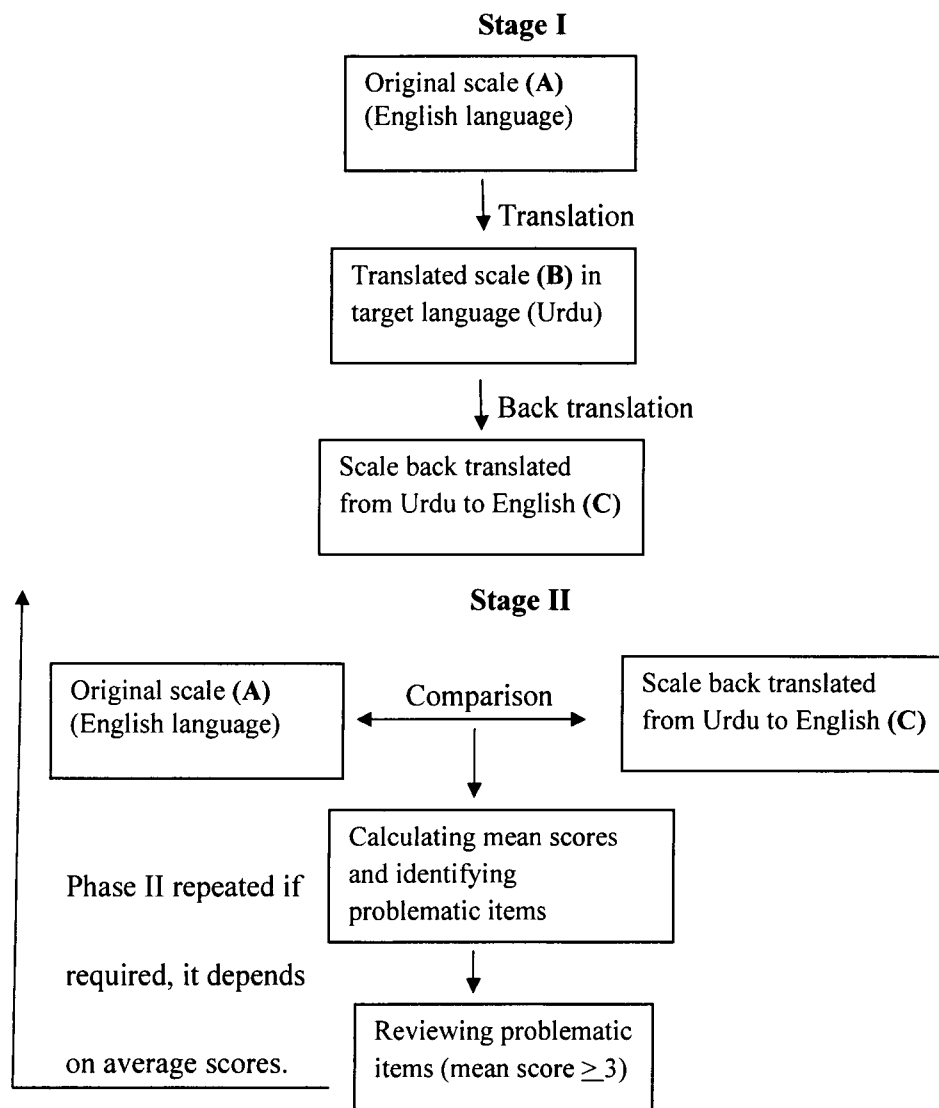 Stage I
Original scale (A)
(English language)
Translation
Translated scale (B) in
target language (Urdu)
Back translation
Scale back translated
from Urdu to English (C)
Stage II
Original scale (A)
(English language)
Comparison
Scale back translated
from Urdu to English (C)
Calculating mean scores
and identifying
problematic items
Phase II repeated if
required, it depends
on average scores.
Reviewing problematic
items (mean score ≥ 3)